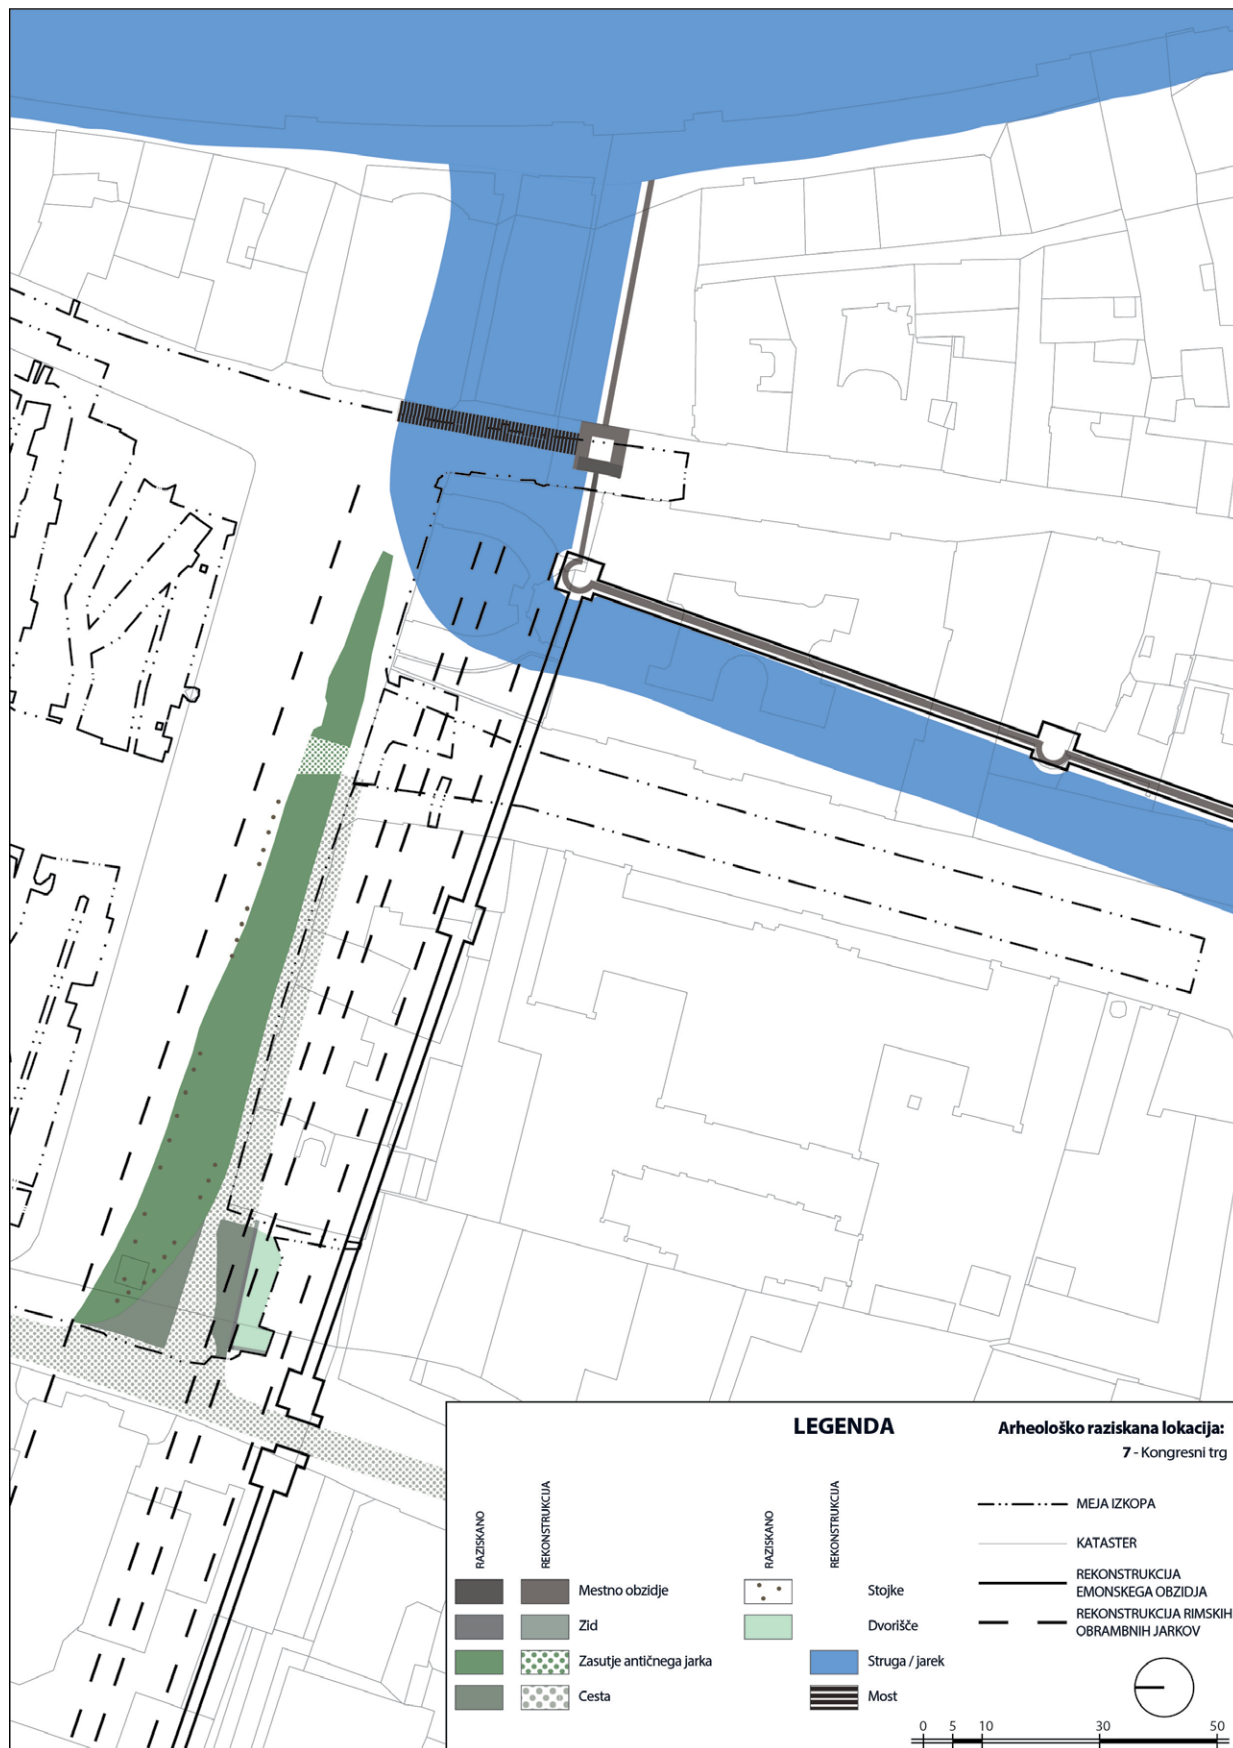 LEGENDA
Arheološko raziskana lokacija:
7 - Kongresni trg
RAZISKANO
REKONSTRUKCIJA
RAZISKANO
REKONSTRUKCIJA
Mestno obzidje
Zid
Zasutje antičnega jarka
Cesta
Stojke
Dvorišče
Struga / jarek
Most
MEJA IZKOPA
KATASTER
REKONSTRUKCIJA
EMONSKEGA OBZIDJA
REKONSTRUKCIJA RIMSKIH
OBRAMBNIH JARKOV
0 5 10 30 50